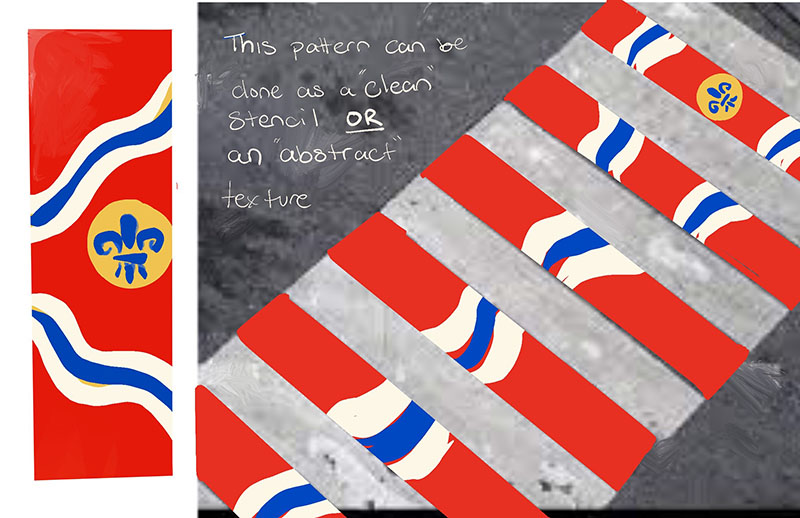 This pattern can be
done as a "clean"
stencil OR
an "abstract"
texture